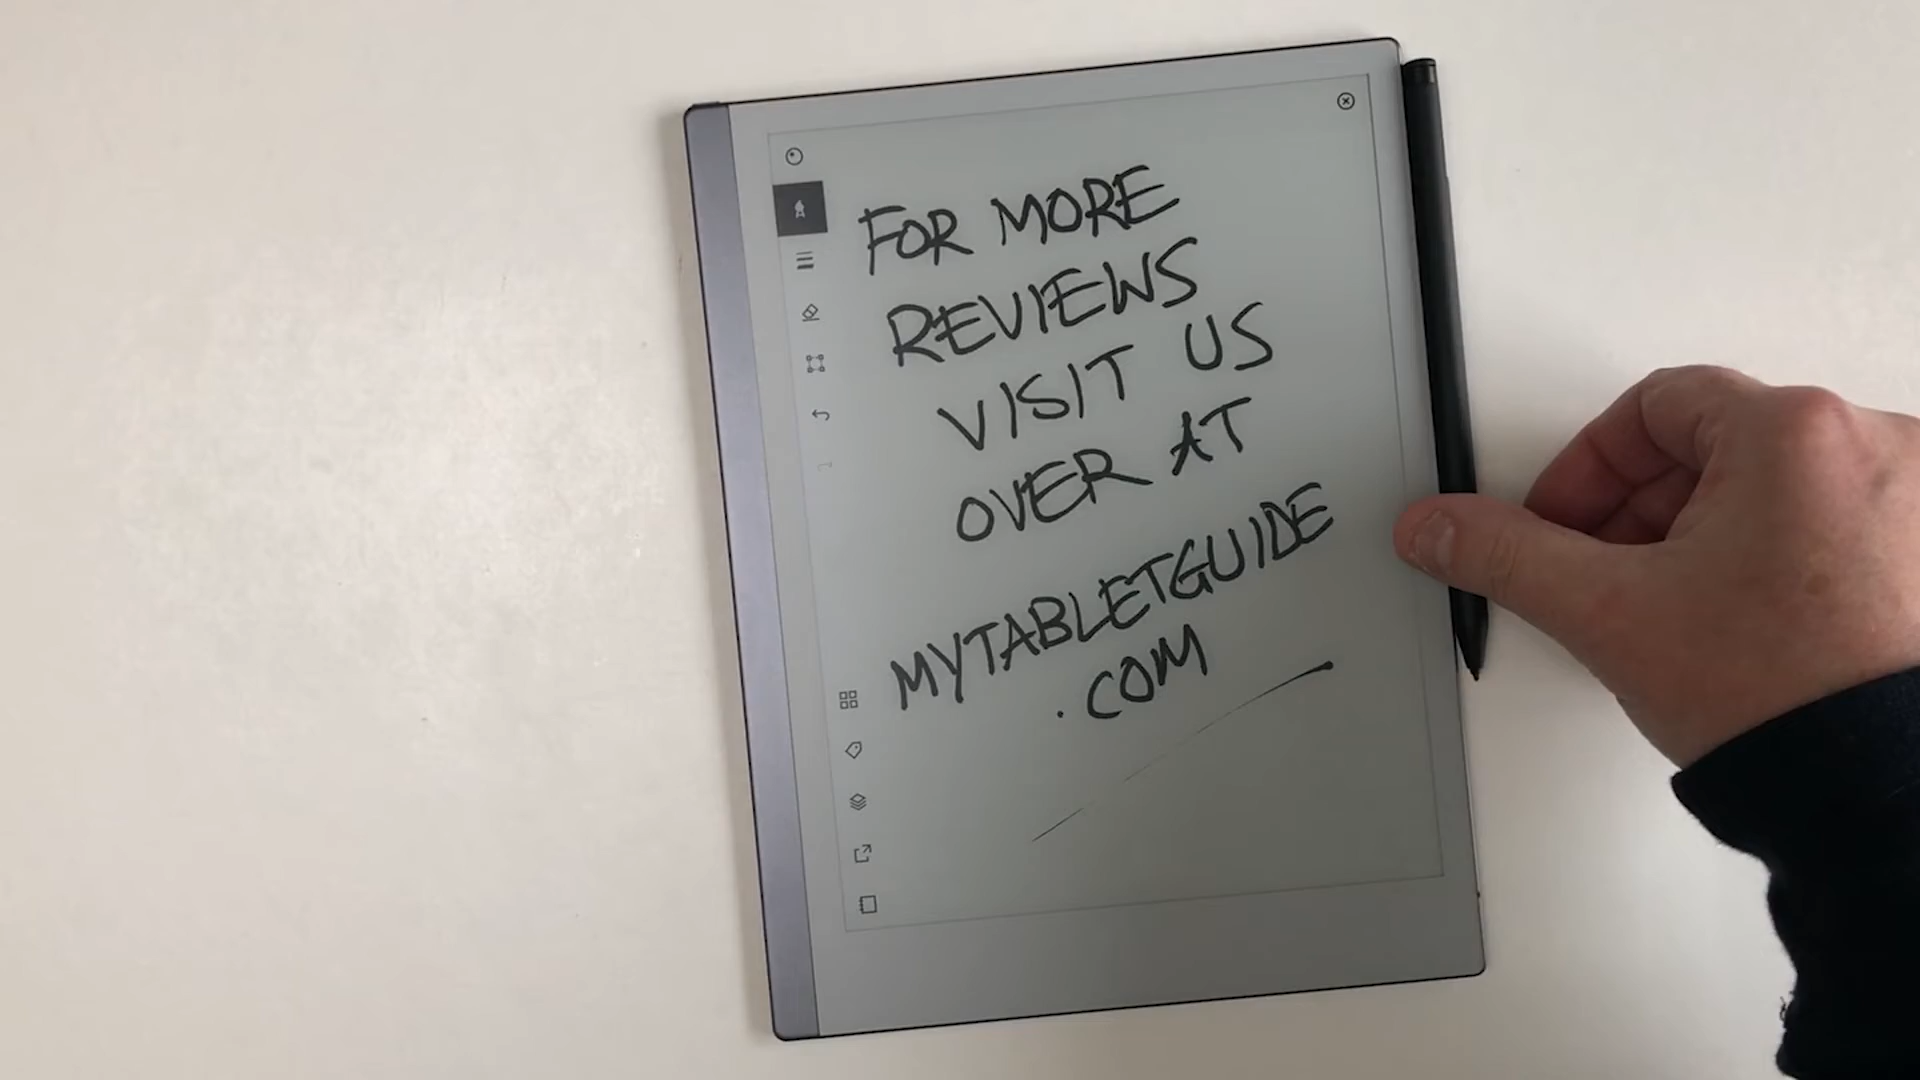 FOR MORE
REVIEWS
VISIT US
OVER AT
MYTABLETGUIDE
.COM